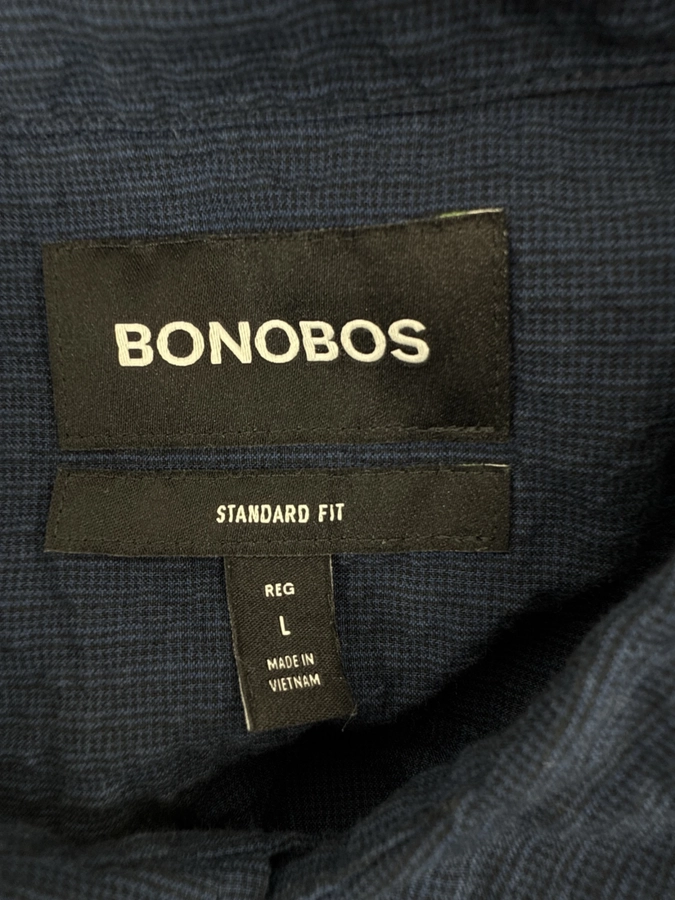 BONOBOS
STANDARD FIT
REG
L
MADE IN
VIETNAM